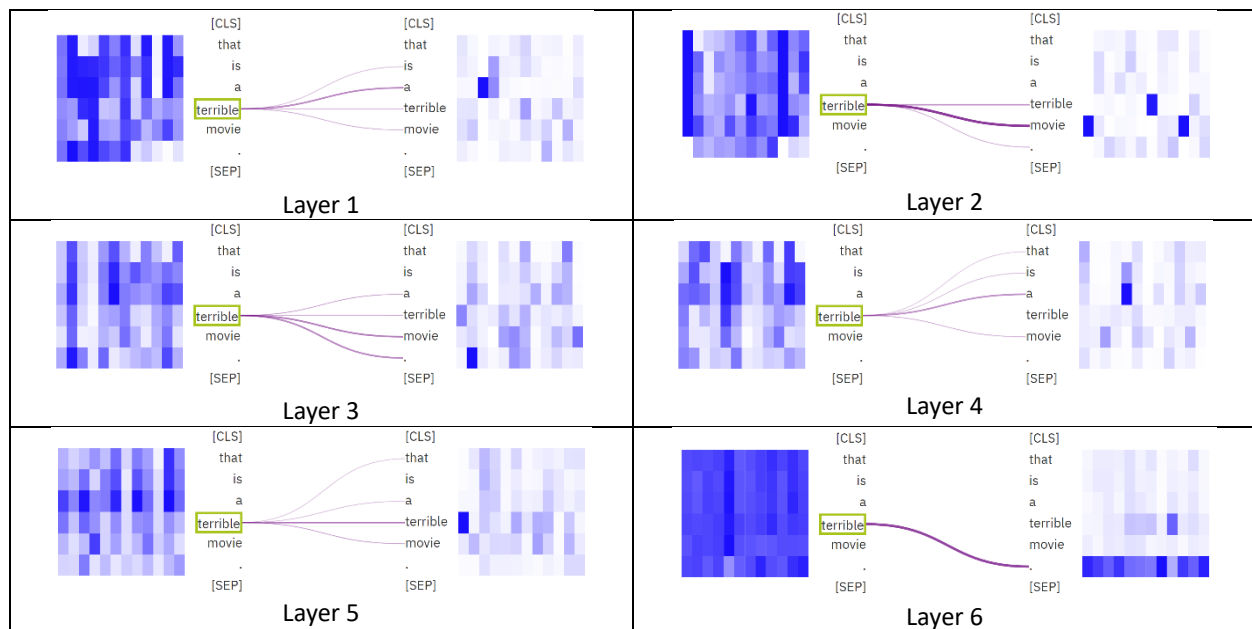 [CLS] [CLS]
that that
is is
a a
terrible terrible
movie movie
. .
[SEP] [SEP]
Layer 1
[CLS] [CLS]
that that
is is
a a
terrible terrible
movie movie
. .
[SEP] [SEP]
Layer 2
[CLS] [CLS]
that that
is is
a a
terrible terrible
movie movie
. .
[SEP] [SEP]
Layer 3
[CLS] [CLS]
that that
is is
a a
terrible terrible
movie movie
. .
[SEP] [SEP]
Layer 4
[CLS] [CLS]
that that
is is
a a
terrible terrible
movie movie
. .
[SEP] [SEP]
Layer 5
[CLS] [CLS]
that that
is is
a a
terrible terrible
movie movie
. .
[SEP] [SEP]
Layer 6